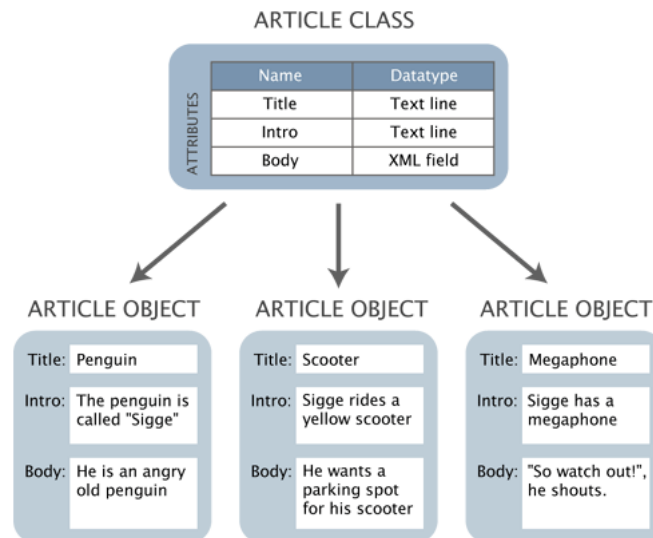 ARTICLE CLASS
ATTRIBUTES
Name Datatype
Title Text line
Intro Text line
Body XML field
ARTICLE OBJECT
Title: Penguin
Intro: The penguin is
called "Sigge"
Body: He is an angry
old penguin
ARTICLE OBJECT
Title: Scooter
Intro: Sigge rides a
yellow scooter
Body: He wants a
parking spot
for his scooter
ARTICLE OBJECT
Title: Megaphone
Intro: Sigge has a
megaphone
Body: "So watch out!",
he shouts.